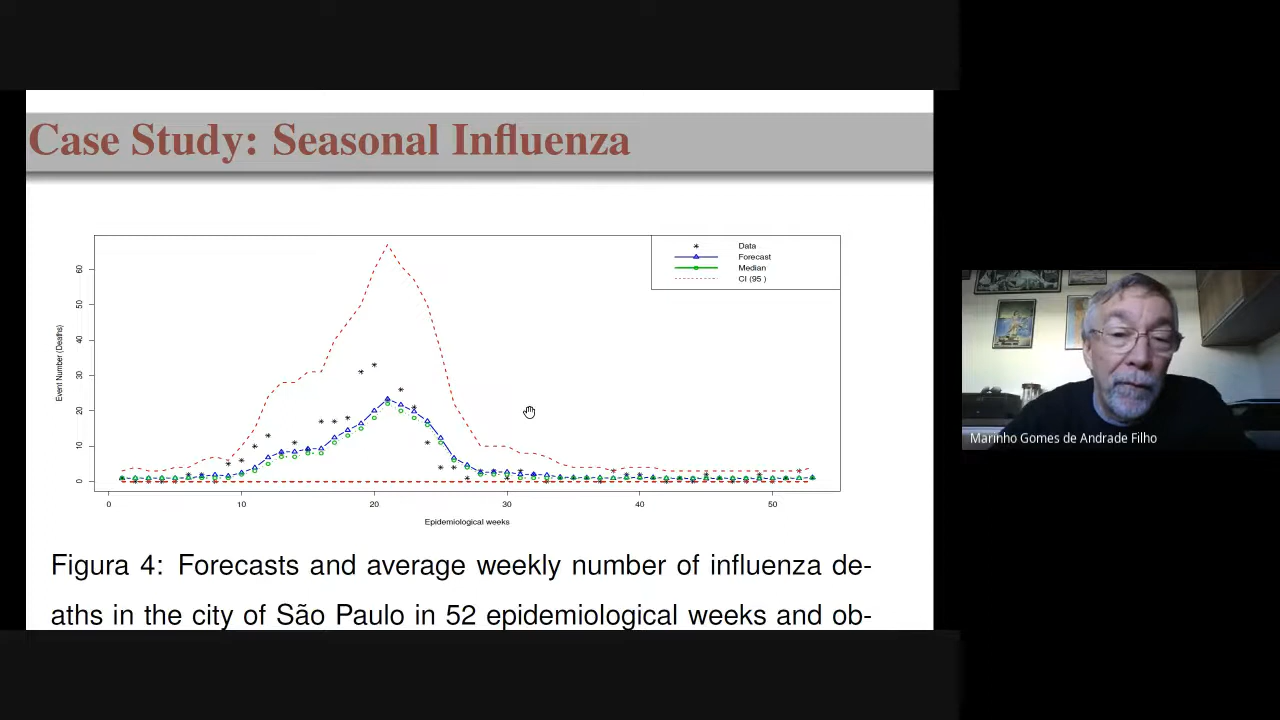 Case Study: Seasonal Influenza
Data
Forecast
Median
CI (95 )
Event Number (Deaths)
60
50
40
30
20
10
0
0 10 20 30 40 50
Epidemiological weeks
Figura 4: Forecasts and average weekly number of influenza de-
aths in the city of São Paulo in 52 epidemiological weeks and ob-
Marinho Gomes de Andrade Filho